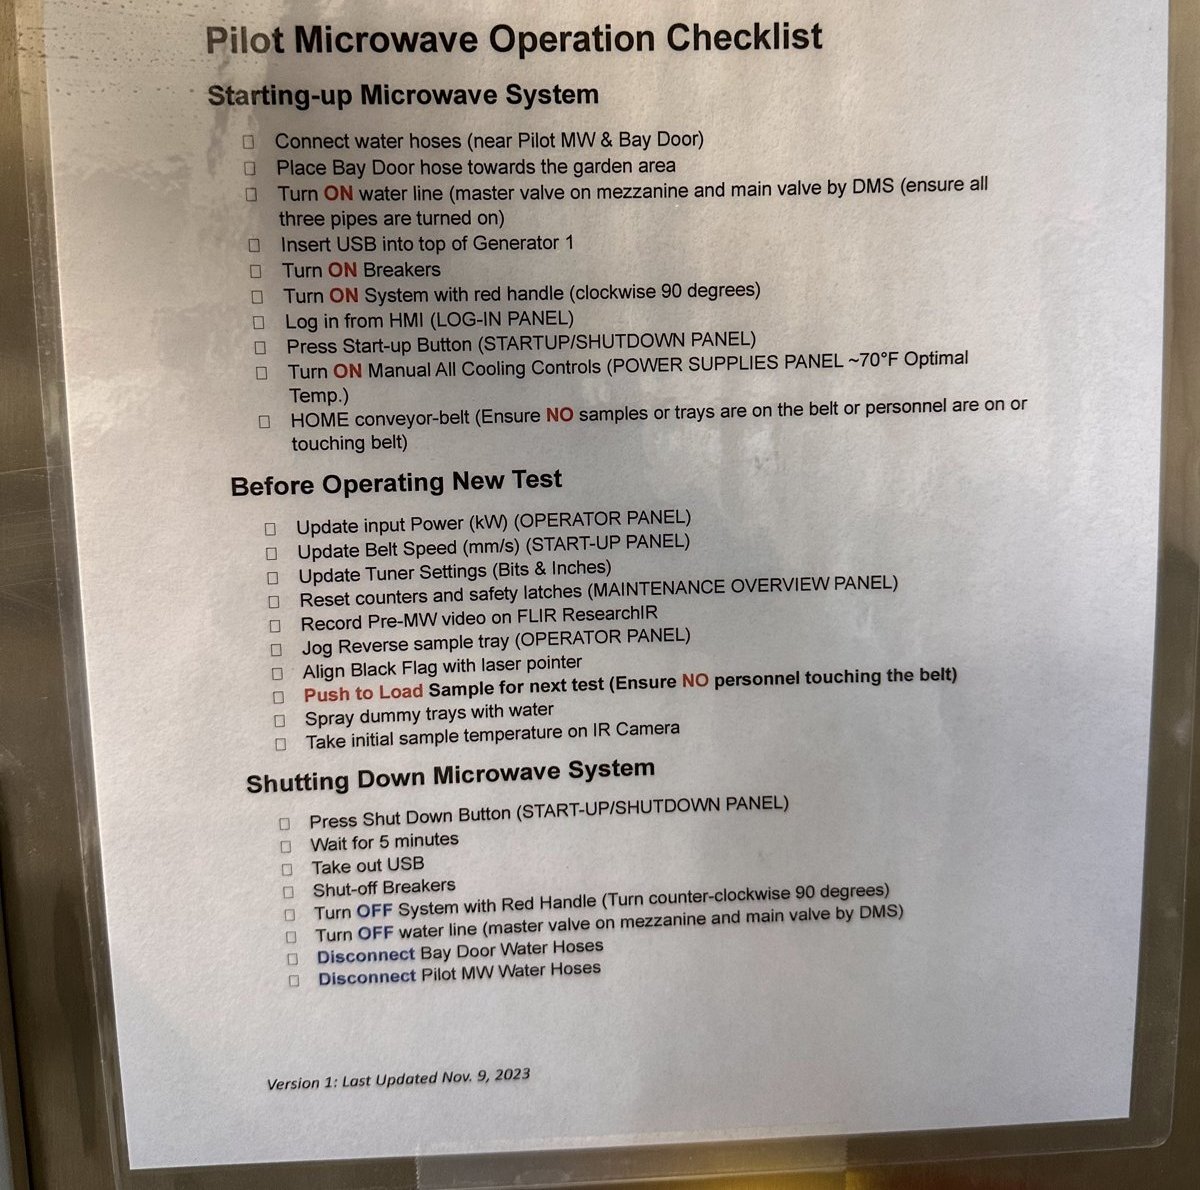 Pilot Microwave Operation Checklist
Starting-up Microwave System
Connect water hoses (near Pilot MW & Bay Door)
Place Bay Door hose towards the garden area
Turn ON water line (master valve on mezzanine and main valve by DMS (ensure all
three pipes are turned on)
Insert USB into top of Generator 1
Turn ON Breakers
Turn ON System with red handle (clockwise 90 degrees)
Log in from HMI (LOG-IN PANEL)
Press Start-up Button (STARTUP/SHUTDOWN PANEL)
Turn ON Manual All Cooling Controls (POWER SUPPLIES PANEL ~70°F Optimal
Temp.)
HOME conveyor-belt (Ensure NO samples or trays are on the belt or personnel are on or
touching belt)
Before Operating New Test
Update input Power (kW) (OPERATOR PANEL)
Update Belt Speed (mm/s) (START-UP PANEL)
Update Tuner Settings (Bits & Inches)
Reset counters and safety latches (MAINTENANCE OVERVIEW PANEL)
Record Pre-MW video on FLIR ResearchIR
Jog Reverse sample tray (OPERATOR PANEL)
Align Black Flag with laser pointer
Push to Load Sample for next test (Ensure NO personnel touching the belt)
Spray dummy trays with water
Take initial sample temperature on IR Camera
Shutting Down Microwave System
Press Shut Down Button (START-UP/SHUTDOWN PANEL)
Wait for 5 minutes
Take out USB
Shut-off Breakers
Turn OFF System with Red Handle (Turn counter-clockwise 90 degrees)
Turn OFF water line (master valve on mezzanine and main valve by DMS)
Disconnect Bay Door Water Hoses
Disconnect Pilot MW Water Hoses
Version 1: Last Updated Nov. 9, 2023